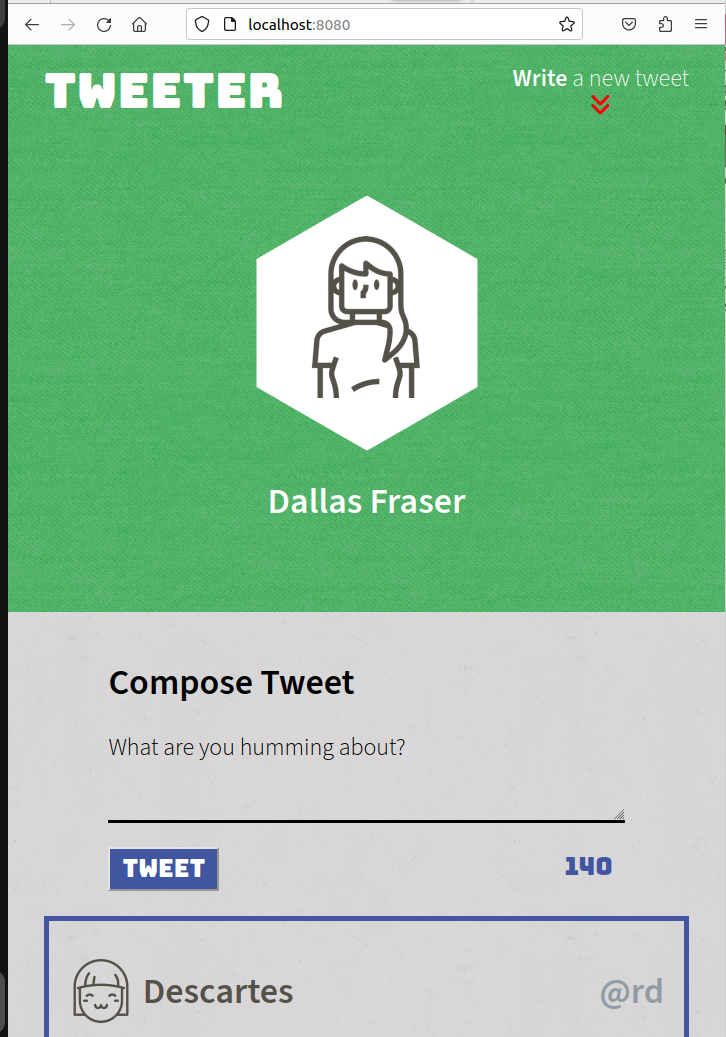 localhost:8080
TWEETER
Write a new tweet
Dallas Fraser
Compose Tweet
What are you humming about?
TWEET
140
Descartes
@rd